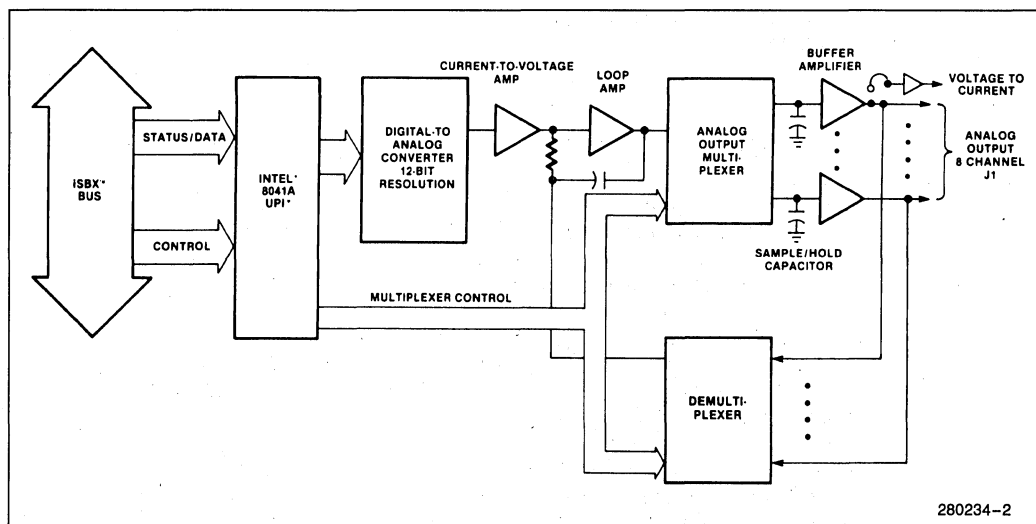 BUFFER
AMPLIFIER
CURRENT-TO-VOLTAGE
AMP
LOOP
AMP
VOLTAGE TO
CURRENT
STATUS/DATA
DIGITAL-TO
ANALOG
CONVERTER
12-BIT
RESOLUTION
ANALOG
OUTPUT
MULTI-
PLEXER
ANALOG
OUTPUT
8 CHANNEL
J1
iSBX™
BUS
INTEL*
8041A
UPI*
CONTROL
SAMPLE/HOLD
CAPACITOR
MULTIPLEXER CONTROL
DEMULTI-
PLEXER
280234-2